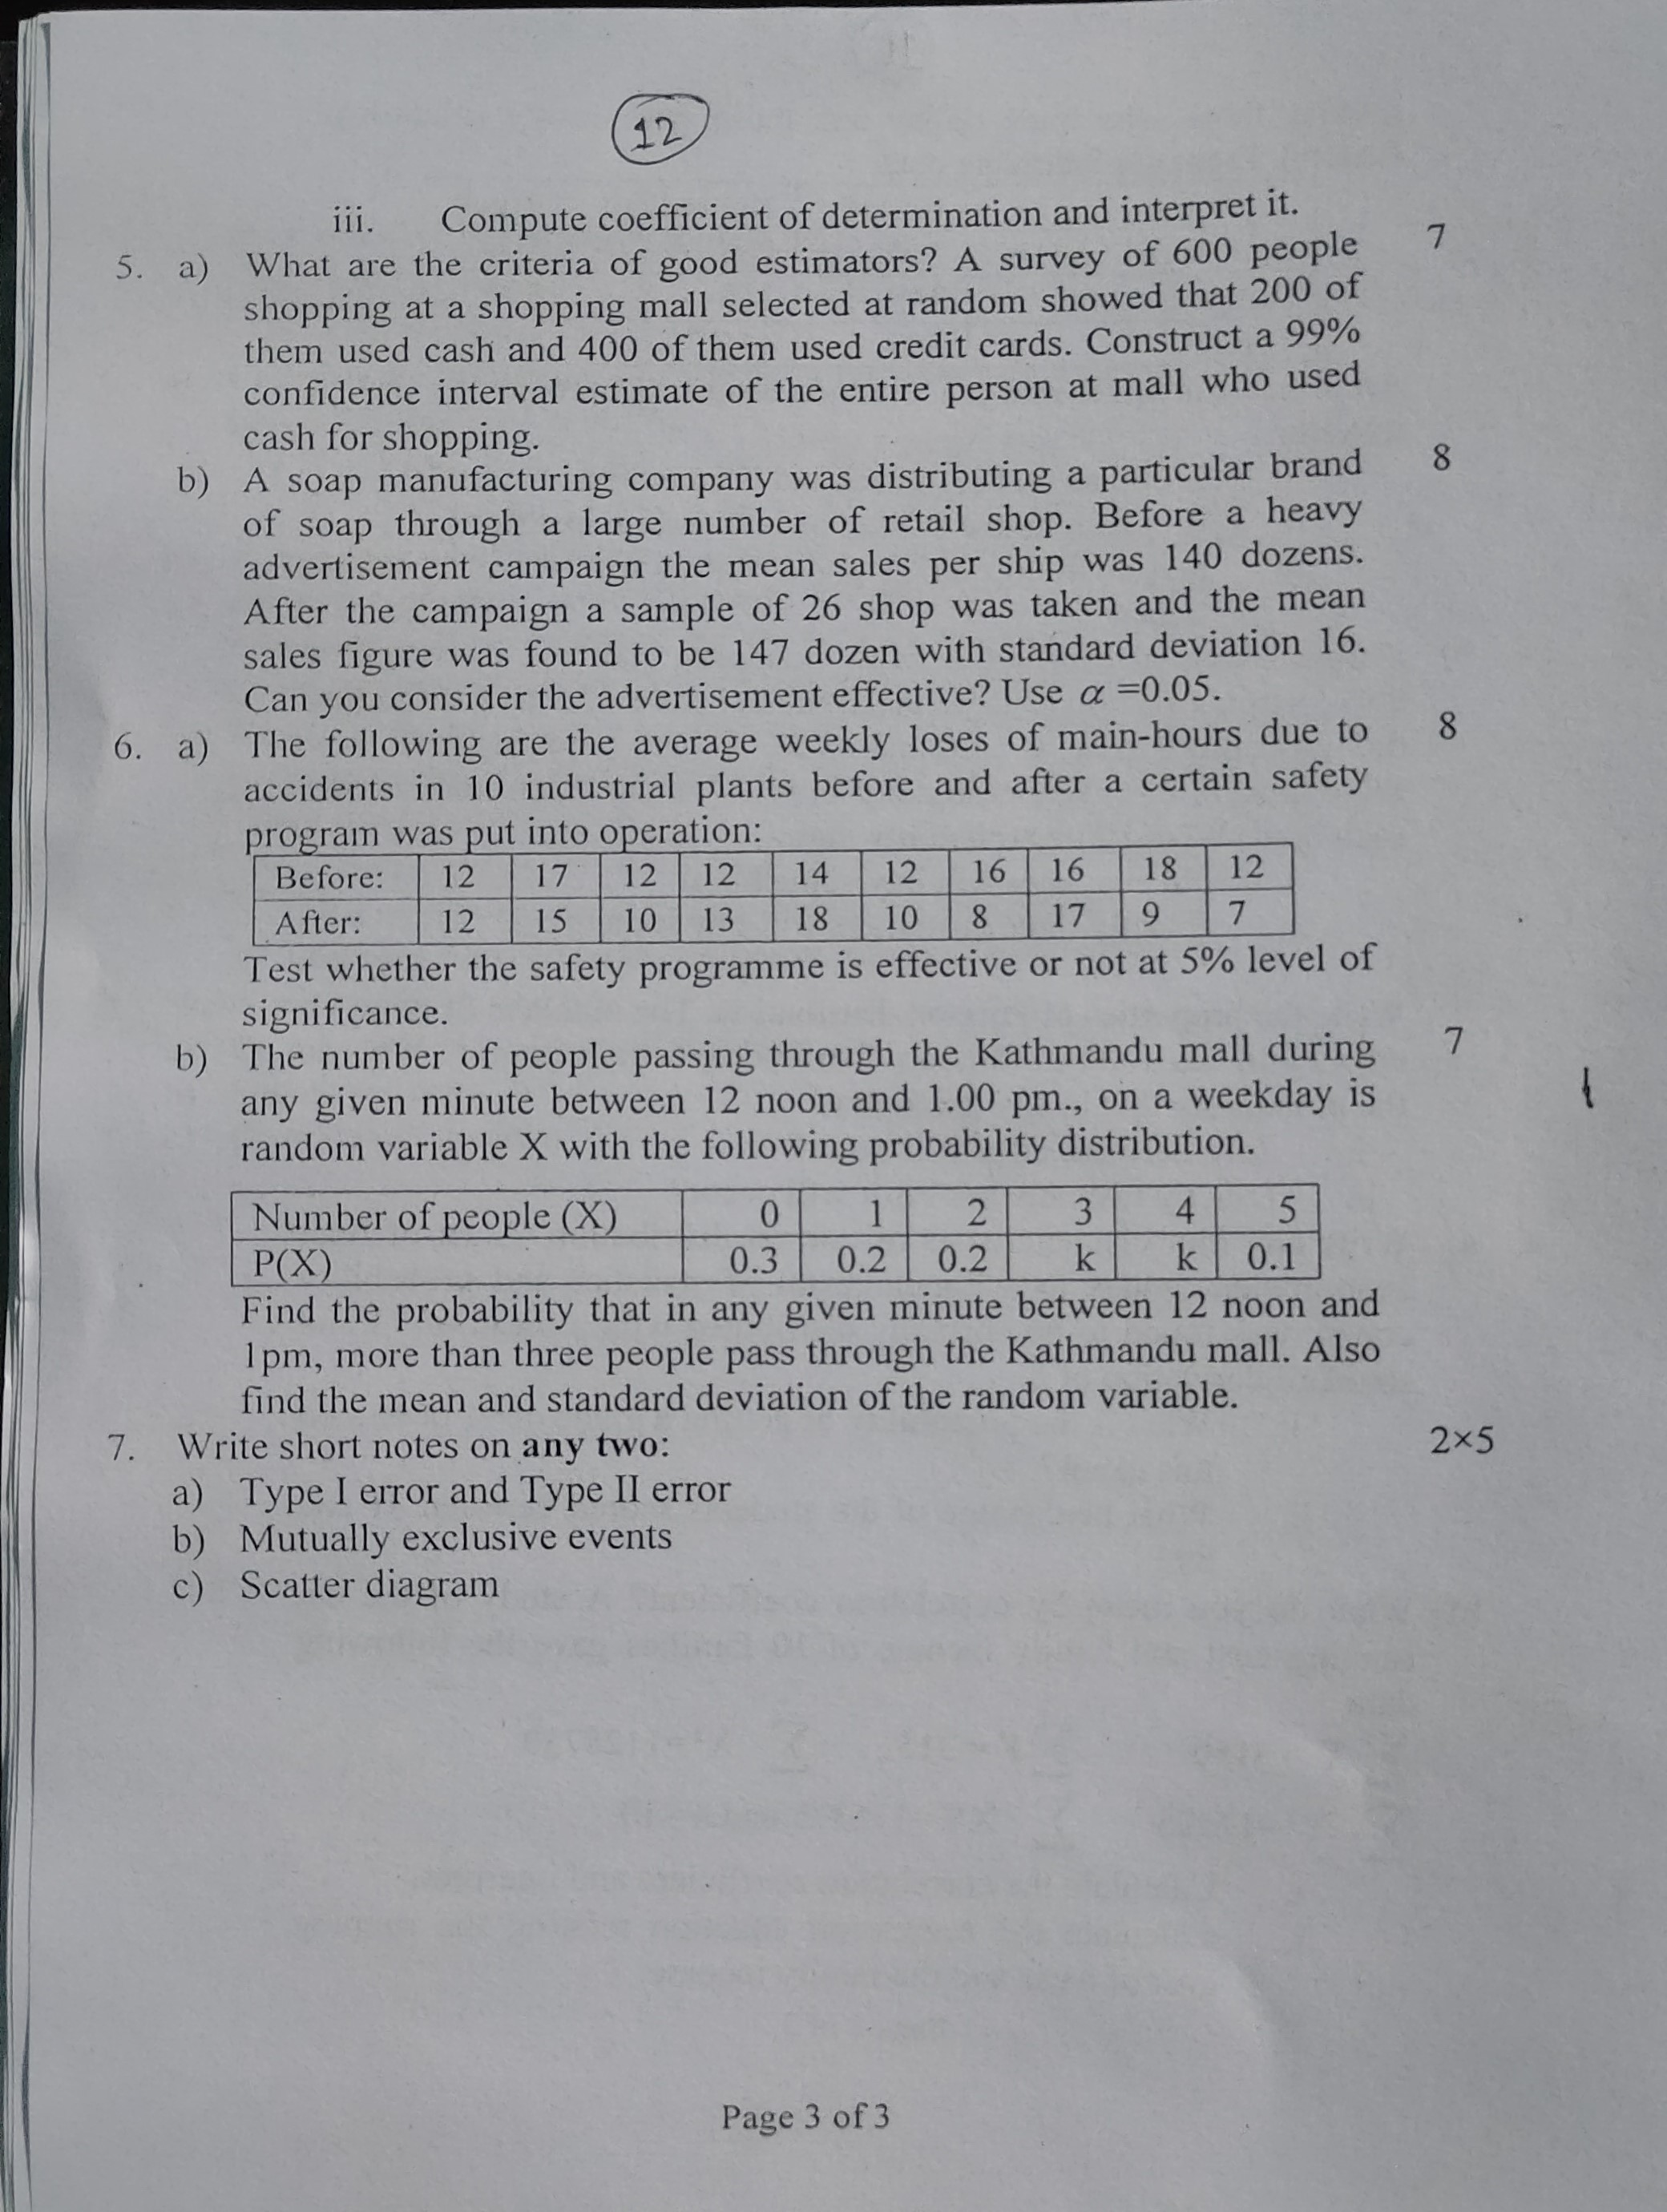 12
iii. Compute coefficient of determination and interpret it.
5. a) What are the criteria of good estimators? A survey of 600 people 7
shopping at a shopping mall selected at random showed that 200 of
them used cash and 400 of them used credit cards. Construct a 99%
confidence interval estimate of the entire person at mall who used
cash for shopping.
b) A soap manufacturing company was distributing a particular brand 8
of soap through a large number of retail shop. Before a heavy
advertisement campaign the mean sales per ship was 140 dozens.
After the campaign a sample of 26 shop was taken and the mean
sales figure was found to be 147 dozen with standard deviation 16.
Can you consider the advertisement effective? Use α =0.05.
6. a) The following are the average weekly loses of main-hours due to 8
accidents in 10 industrial plants before and after a certain safety
program was put into operation:
Before: 12 17 12 12 14 12 16 16 18 12
After: 12 15 10 13 18 10 8 17 9 7
Test whether the safety programme is effective or not at 5% level of
significance.
b) The number of people passing through the Kathmandu mall during 7
any given minute between 12 noon and 1.00 pm., on a weekday is
random variable X with the following probability distribution.
Number of people (X) 0 1 2 3 4 5
P(X) 0.3 0.2 0.2 k k 0.1
Find the probability that in any given minute between 12 noon and
1pm, more than three people pass through the Kathmandu mall. Also
find the mean and standard deviation of the random variable.
7. Write short notes on any two: 2×5
a) Type I error and Type II error
b) Mutually exclusive events
c) Scatter diagram
Page 3 of 3